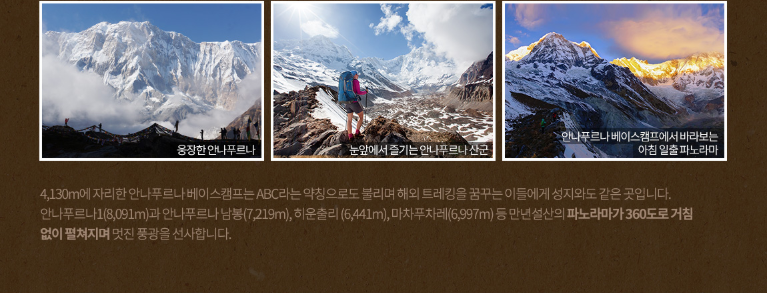 웅장한 안나푸르나
눈앞에서 즐기는 안나푸르나 산군
안나푸르나 베이스캠프에서 바라보는
아침 일출 파노라마
4,130m에 자리한 안나푸르나 베이스캠프는 ABC라는 약칭으로도 불리며 해외 트레킹을 꿈꾸는 이들에게 성지와도 같은 곳입니다.
안나푸르나1(8,091m)과 안나푸르나 남봉(7,219m), 히운출리 (6,441m), 마차푸차레(6,997m) 등 만년설산의 파노라마가 360도로 거침
없이 펼쳐지며 멋진 풍광을 선사합니다.